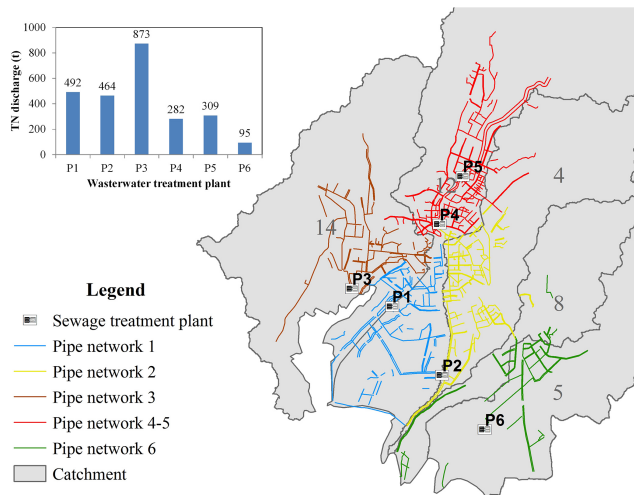 1000
800
600
400
200
0
TN discharge (t)
492
464
873
282
309
95
P1 P2 P3 P4 P5 P6
Wasterwater treatment plant
P5
12
4
P4
14
P3
P1
8
P2
5
P6
Legend
Sewage treatment plant
Pipe network 1
Pipe network 2
Pipe network 3
Pipe network 4-5
Pipe network 6
Catchment